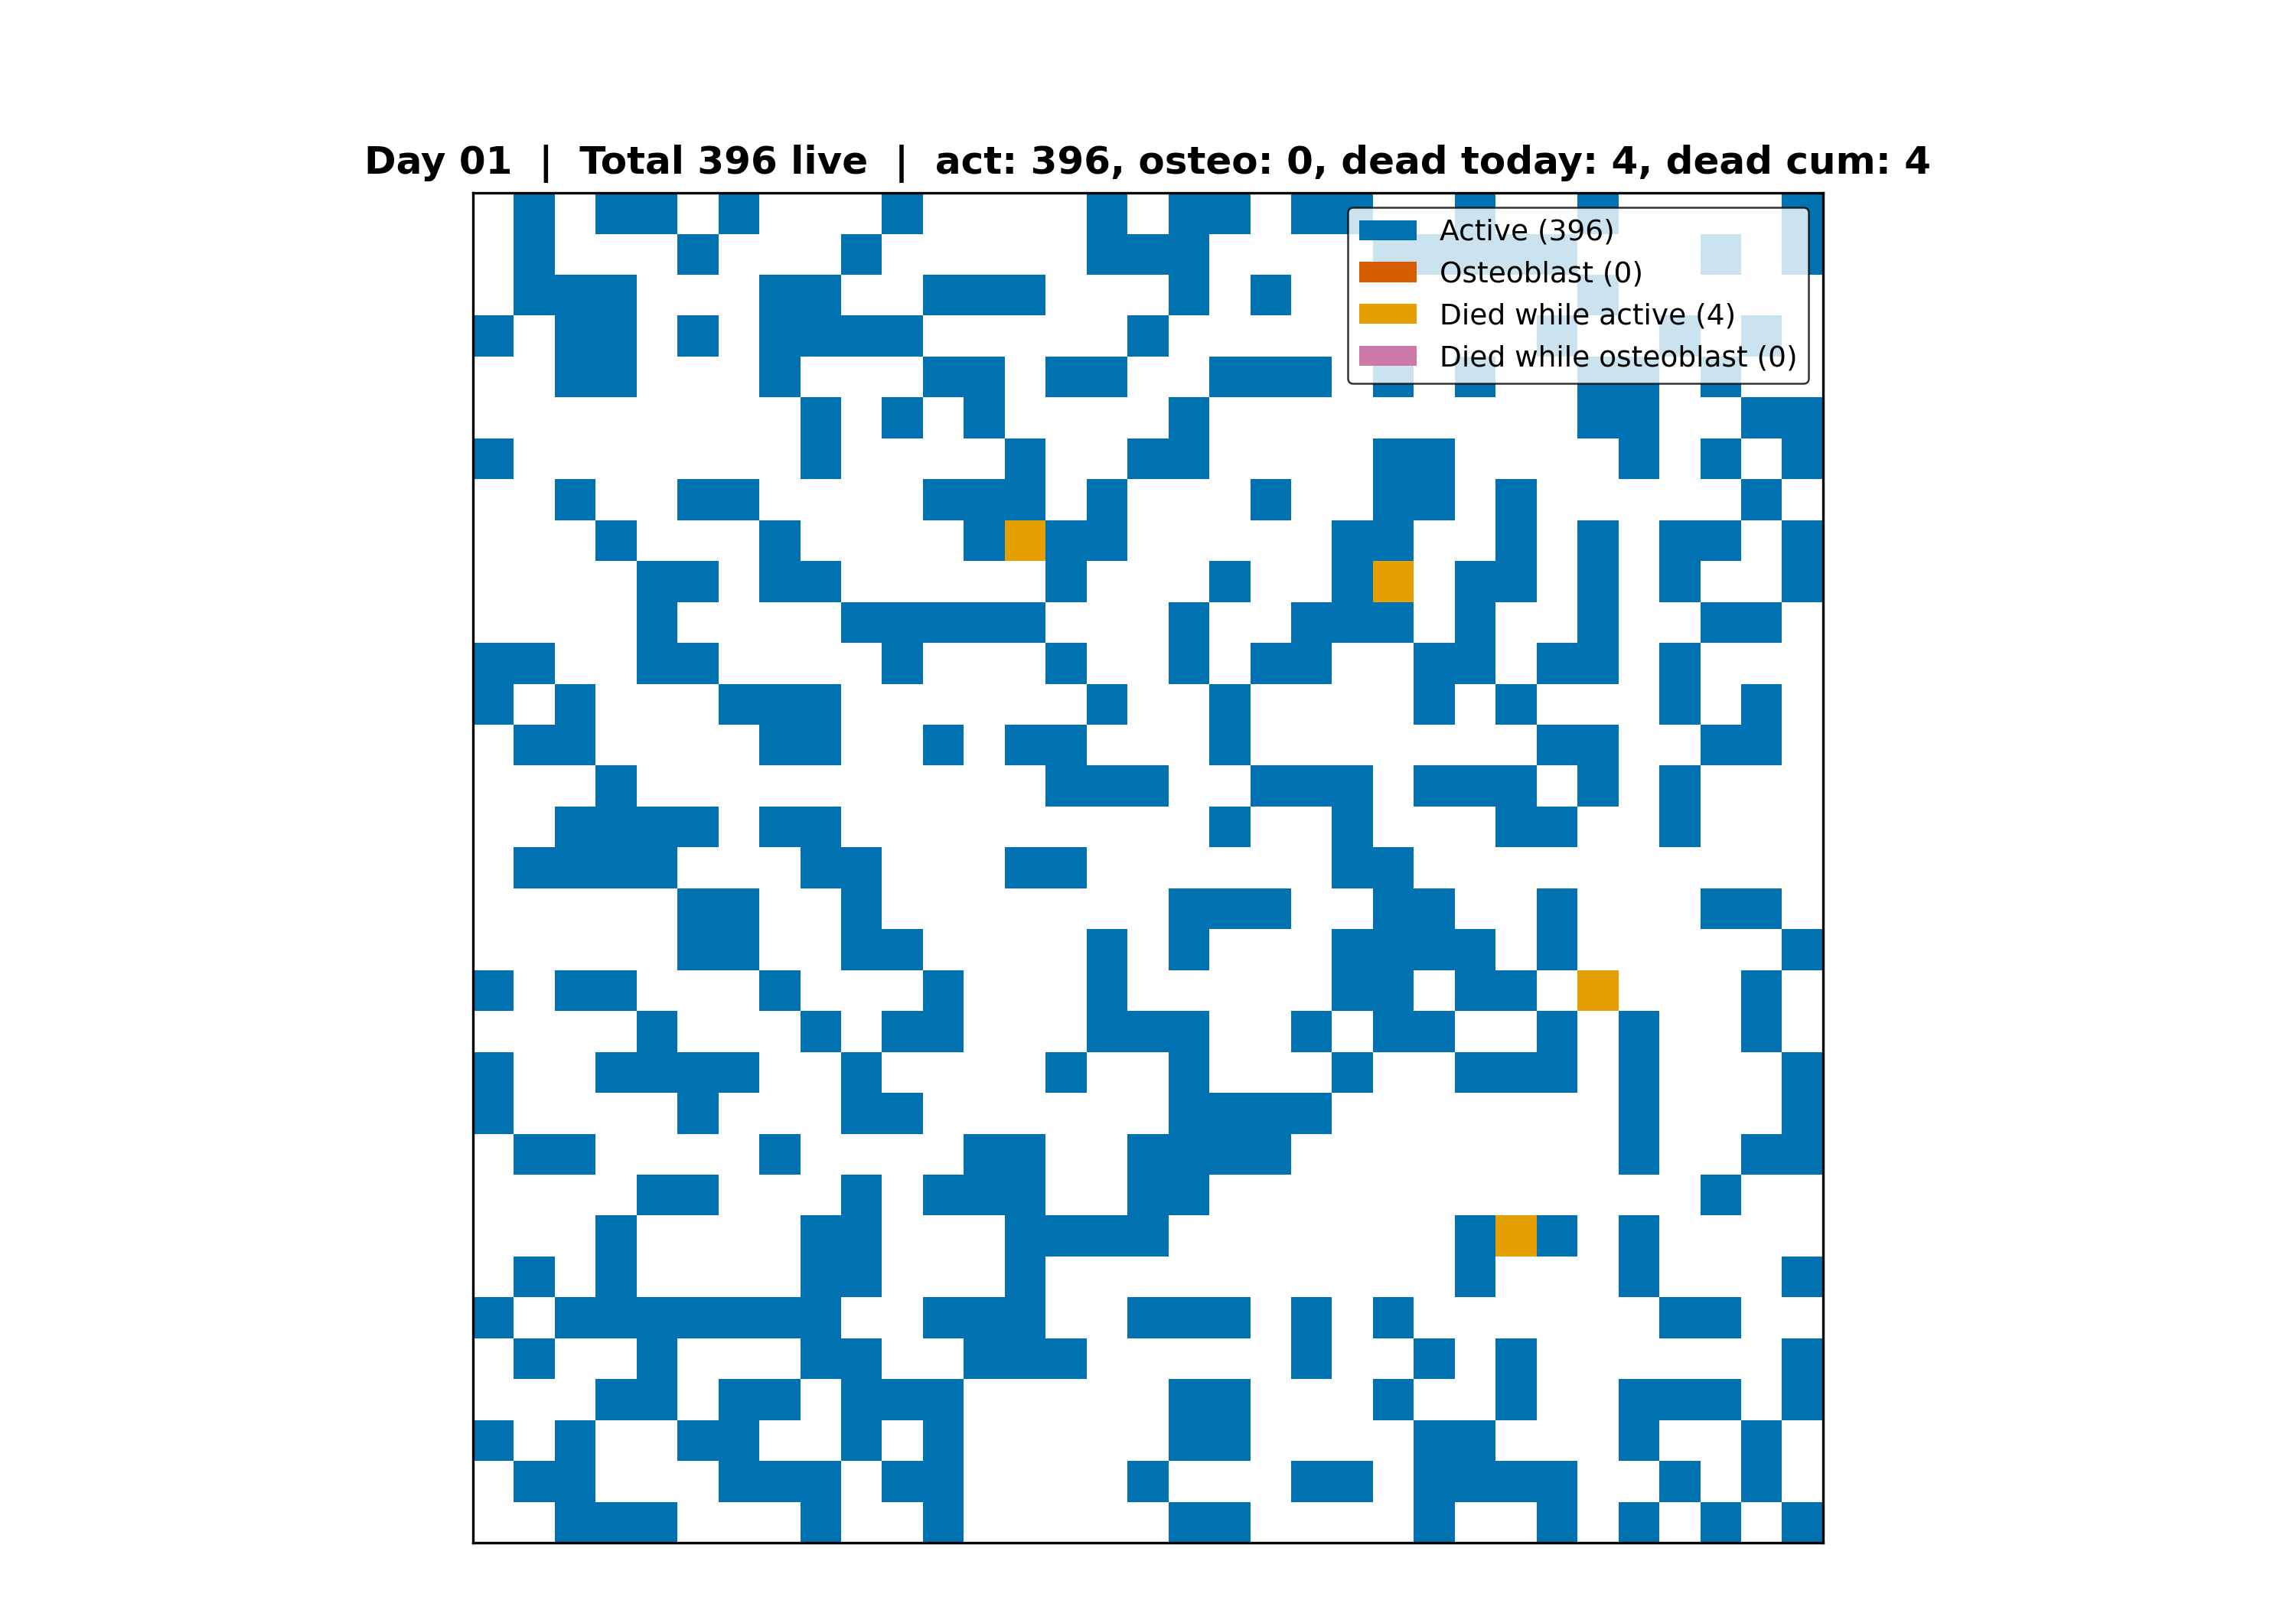 Day 01 | Total 396 live | act: 396, osteo: 0, dead today: 4, dead cum: 4
Active (396)
Osteoblast (0)
Died while active (4)
Died while osteoblast (0)